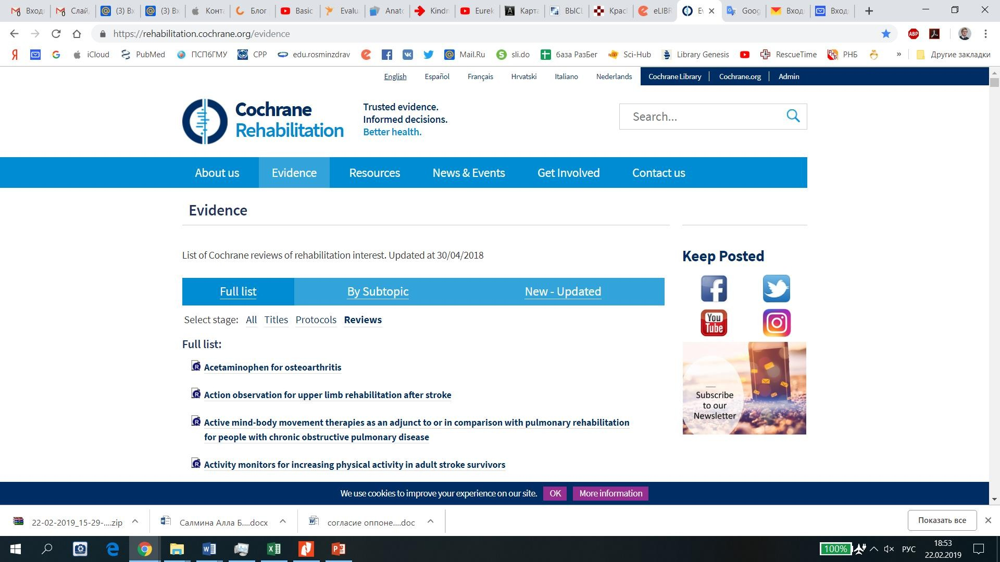 Вход
Слай
(3) Вх
(3) Вх
Конта
Блог
Basic
Evalu
Anato
Kindn
Eurek
Карта
ВЫСШ
Крас
eLIBR
Ev
Goog
Вход
Вход
https://rehabilitation.cochrane.org/evidence
ABP
Я
iCloud
PubMed
ПСПбГМУ
СРР
edu.rosminzdrav
Mail.Ru
sli.do
база РазБег
Sci-Hub
Library Genesis
RescueTime
РНБ
»
Другие закладки
English Español Français Hrvatski Italiano Nederlands Cochrane Library Cochrane.org Admin
Cochrane
Rehabilitation
Trusted evidence.
Informed decisions.
Better health.
Search...
About us Evidence Resources News & Events Get Involved Contact us
Evidence
List of Cochrane reviews of rehabilitation interest. Updated at 30/04/2018
Full list By Subtopic New - Updated
Select stage: All Titles Protocols Reviews
Full list:
Acetaminophen for osteoarthritis
Action observation for upper limb rehabilitation after stroke
Active mind-body movement therapies as an adjunct to or in comparison with pulmonary rehabilitation
for people with chronic obstructive pulmonary disease
Activity monitors for increasing physical activity in adult stroke survivors
Keep Posted
You
Tube
Subscribe
to our
Newsletter
We use cookies to improve your experience on our site. OK More information
22-02-2019_15-29-....zip
Салмина Алла Б....docx
согласие оппоне....doc
Показать все
100%
РУС
18:53
22.02.2019